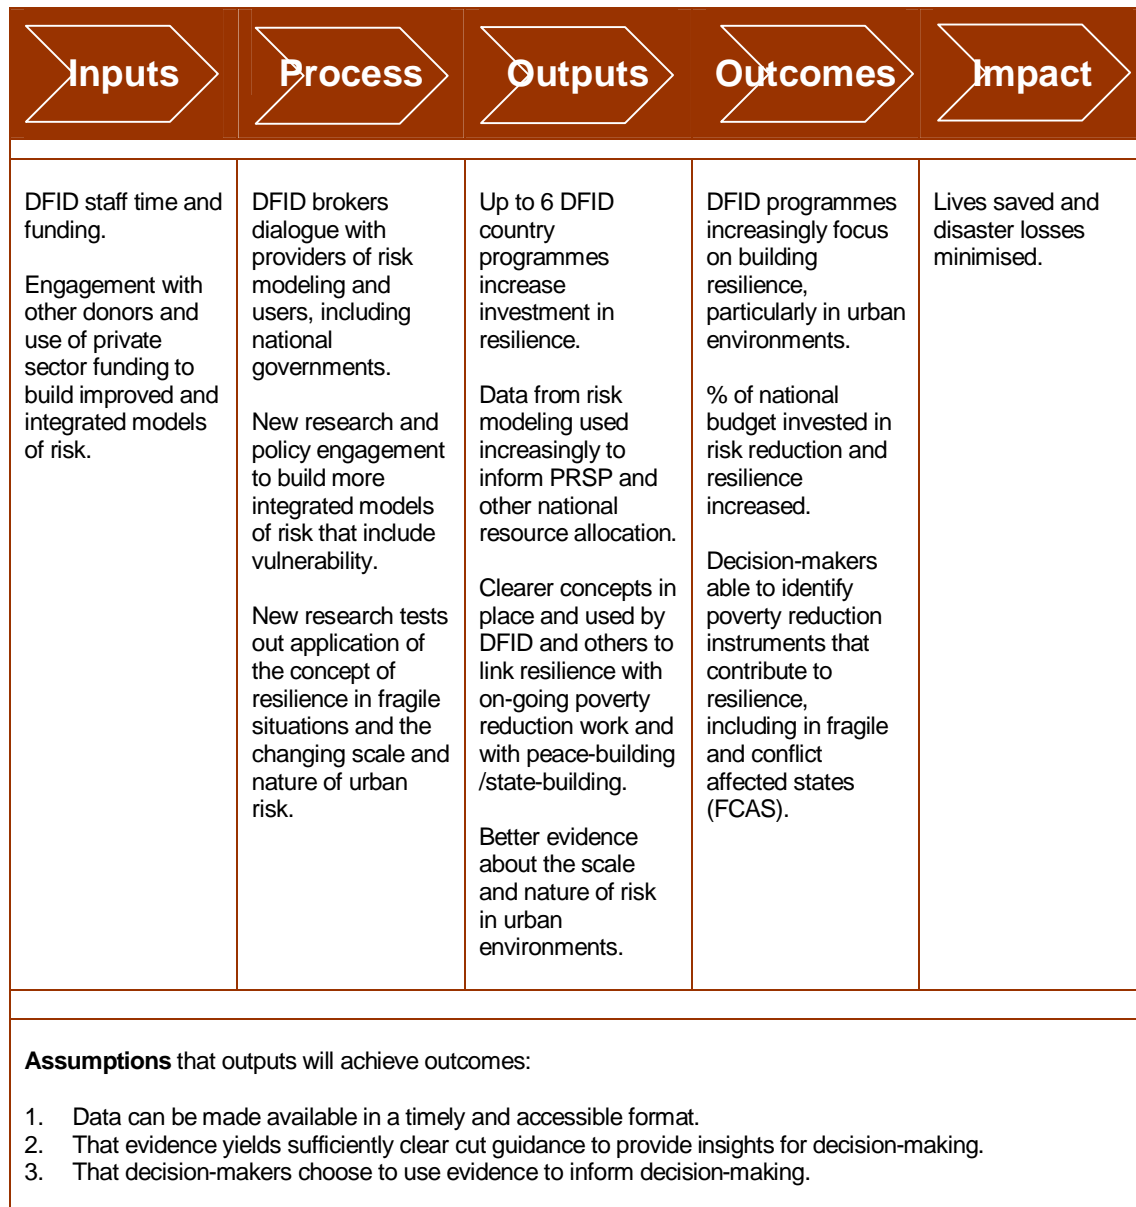 Inputs
Process
Outputs
Outcomes
Impact
DFID staff time and
funding.
Engagement with
other donors and
use of private
sector funding to
build improved and
integrated models
of risk.
DFID brokers
dialogue with
providers of risk
modeling and
users, including
national
governments.
New research and
policy engagement
to build more
integrated models
of risk that include
vulnerability.
New research tests
out application of
the concept of
resilience in fragile
situations and the
changing scale and
nature of urban
risk.
Up to 6 DFID
country
programmes
increase
investment in
resilience.
Data from risk
modeling used
increasingly to
inform PRSP and
other national
resource allocation.
Clearer concepts in
place and used by
DFID and others to
link resilience with
on-going poverty
reduction work and
with peace-building
/state-building.
Better evidence
about the scale
and nature of risk
in urban
environments.
DFID programmes
increasingly focus
on building
resilience,
particularly in urban
environments.
% of national
budget invested in
risk reduction and
resilience
increased.
Decision-makers
able to identify
poverty reduction
instruments that
contribute to
resilience,
including in fragile
and conflict
affected states
(FCAS).
Lives saved and
disaster losses
minimised.
Assumptions that outputs will achieve outcomes:
1. Data can be made available in a timely and accessible format.
2. That evidence yields sufficiently clear cut guidance to provide insights for decision-making.
3. That decision-makers choose to use evidence to inform decision-making.